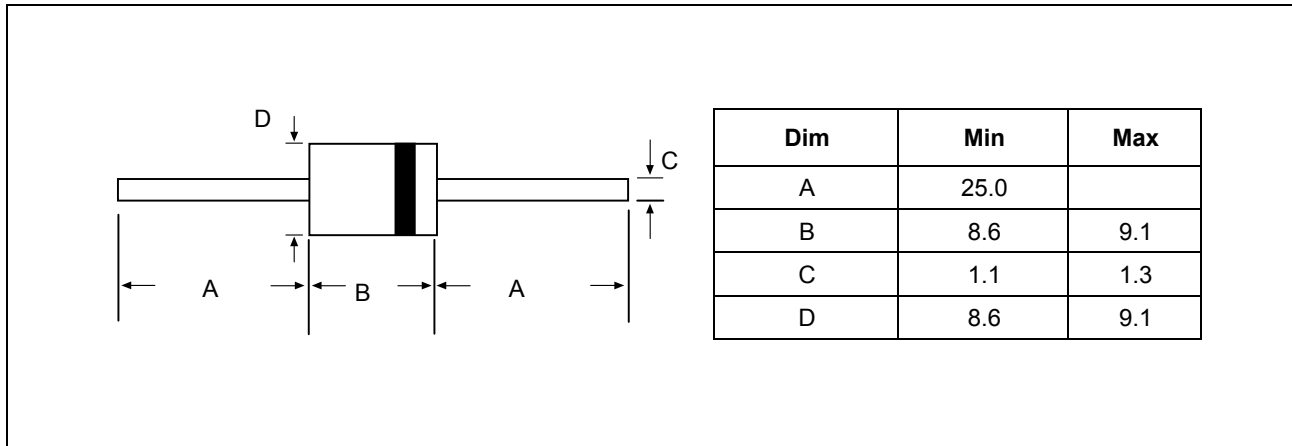 D
C
A B A
Dim Min Max
A 25.0
B 8.6 9.1
C 1.1 1.3
D 8.6 9.1